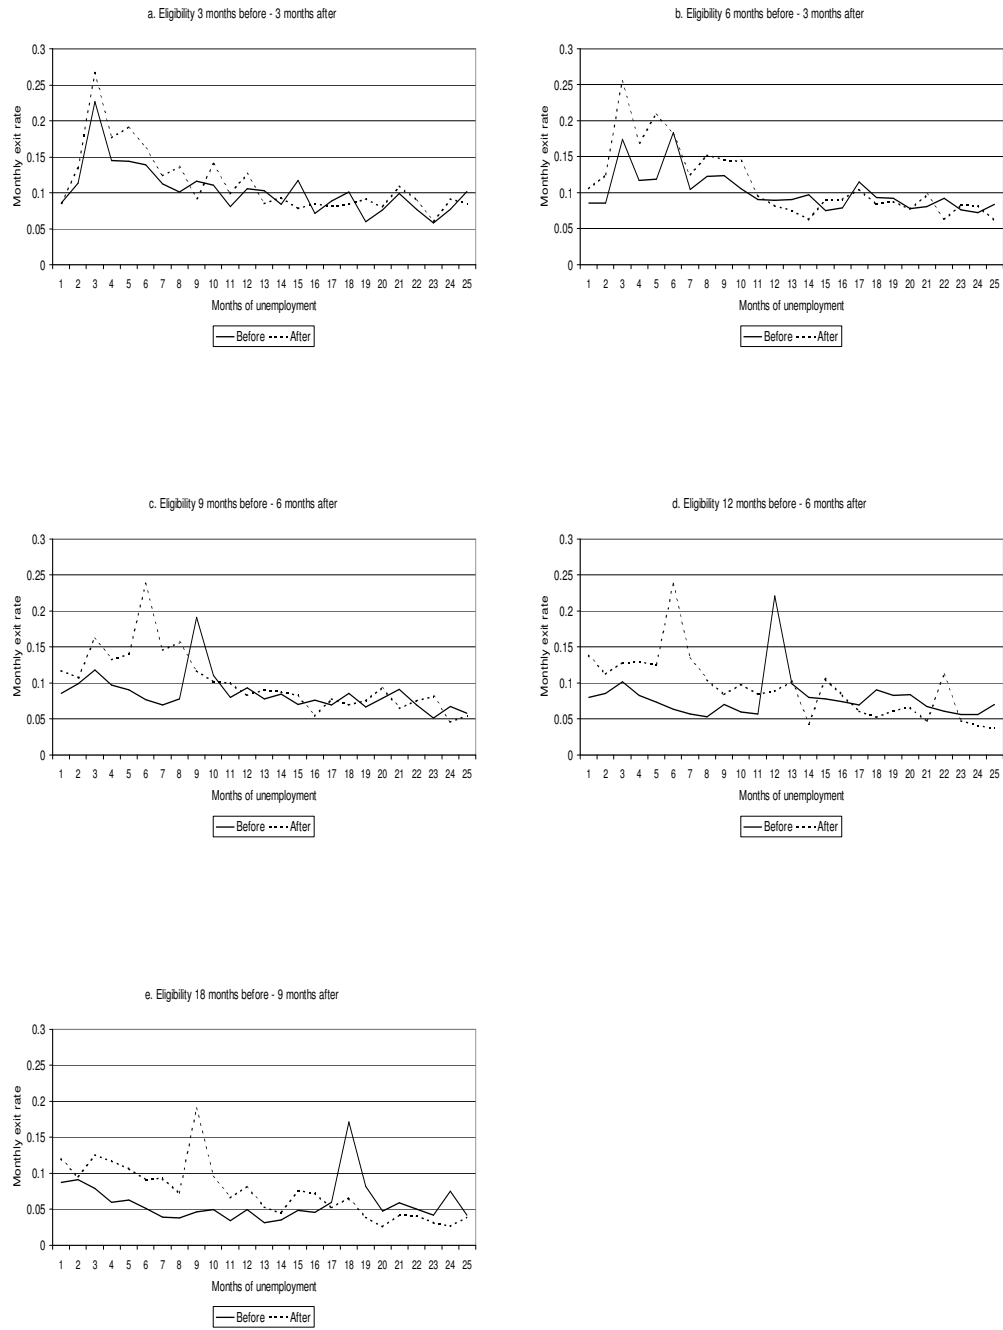 a. Eligibility 3 months before - 3 months after
0.3
0.25
0.2
0.15
0.1
0.05
0
Monthly exit rate
1 2 3 4 5 6 7 8 9 10 11 12 13 14 15 16 17 18 19 20 21 22 23 24 25
Months of unemployment
Before After
b. Eligibility 6 months before - 3 months after
0.3
0.25
0.2
0.15
0.1
0.05
0
Monthly exit rate
1 2 3 4 5 6 7 8 9 10 11 12 13 14 15 16 17 18 19 20 21 22 23 24 25
Months of unemployment
Before After
c. Eligibility 9 months before - 6 months after
0.3
0.25
0.2
0.15
0.1
0.05
0
Monthly exit rate
1 2 3 4 5 6 7 8 9 10 11 12 13 14 15 16 17 18 19 20 21 22 23 24 25
Months of unemployment
Before After
d. Eligibility 12 months before - 6 months after
0.3
0.25
0.2
0.15
0.1
0.05
0
Monthly exit rate
1 2 3 4 5 6 7 8 9 10 11 12 13 14 15 16 17 18 19 20 21 22 23 24 25
Months of unemployment
Before After
e. Eligibility 18 months before - 9 months after
0.3
0.25
0.2
0.15
0.1
0.05
0
Monthly exit rate
1 2 3 4 5 6 7 8 9 10 11 12 13 14 15 16 17 18 19 20 21 22 23 24 25
Months of unemployment
Before After